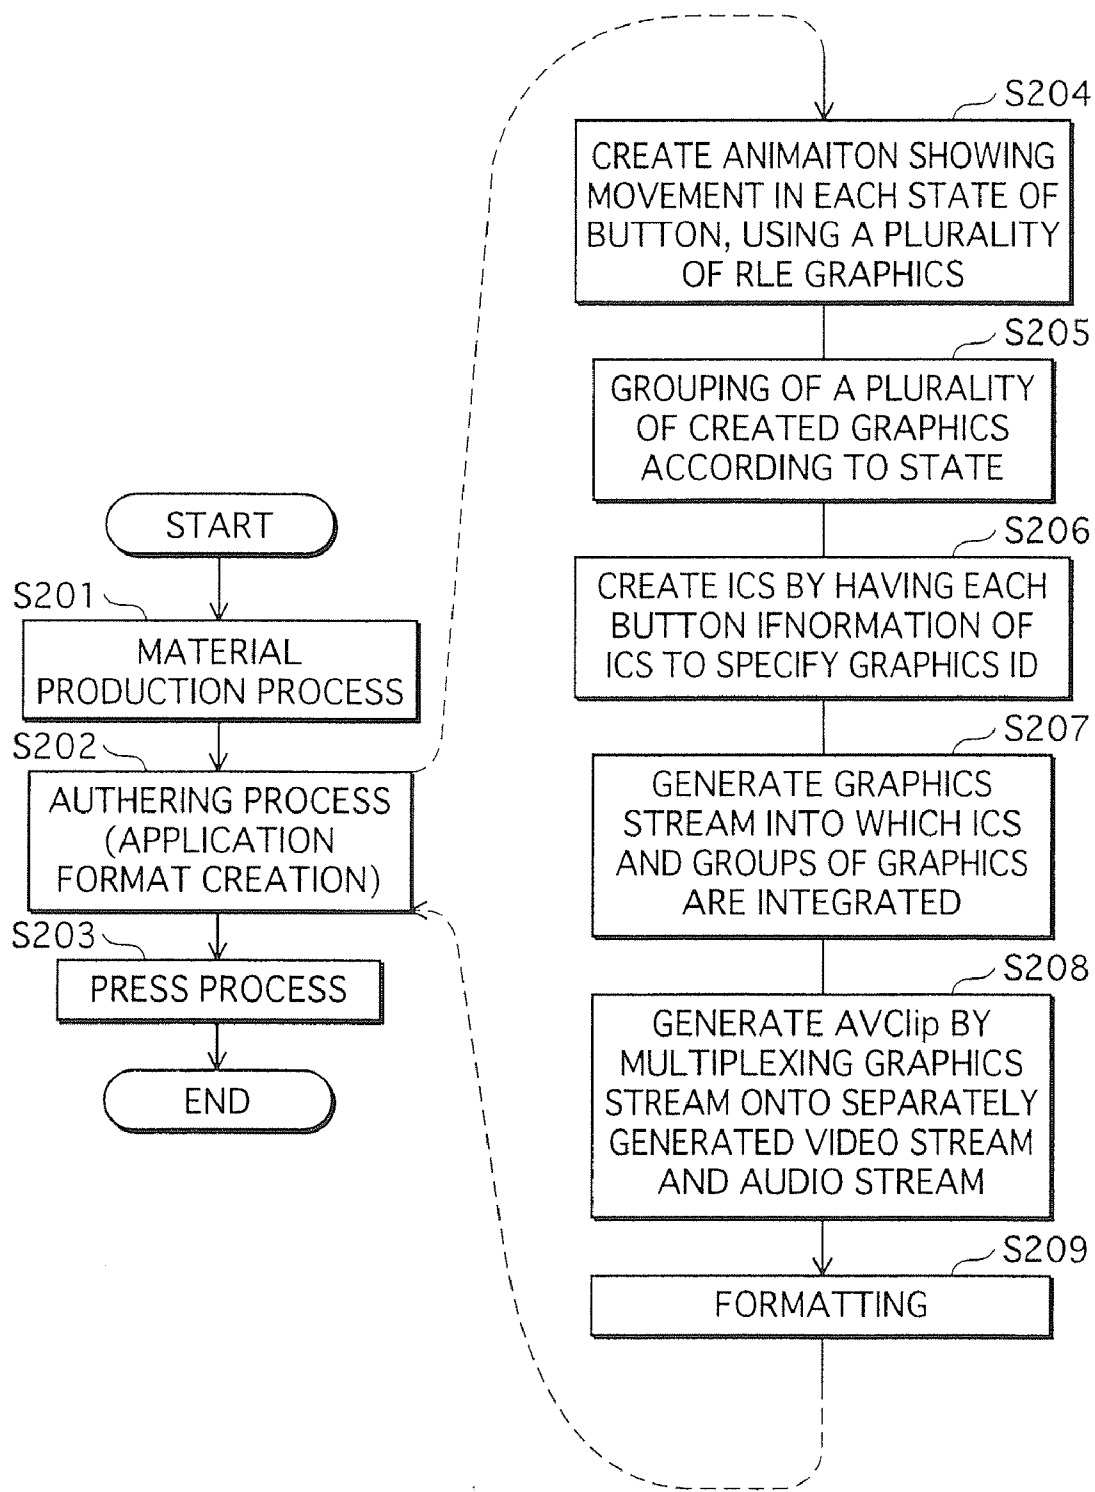 START
S201
MATERIAL
PRODUCTION PROCESS
S202
AUTHERING PROCESS
(APPLICATION
FORMAT CREATION)
S203
PRESS PROCESS
END
S204
CREATE ANIMAITON SHOWING
MOVEMENT IN EACH STATE OF
BUTTON, USING A PLURALITY
OF RLE GRAPHICS
S205
GROUPING OF A PLURALITY
OF CREATED GRAPHICS
ACCORDING TO STATE
S206
CREATE ICS BY HAVING EACH
BUTTON IFNORMATION OF
ICS TO SPECIFY GRAPHICS ID
S207
GENERATE GRAPHICS
STREAM INTO WHICH ICS
AND GROUPS OF GRAPHICS
ARE INTEGRATED
S208
GENERATE AVClip BY
MULTIPLEXING GRAPHICS
STREAM ONTO SEPARATELY
GENERATED VIDEO STREAM
AND AUDIO STREAM
S209
FORMATTING